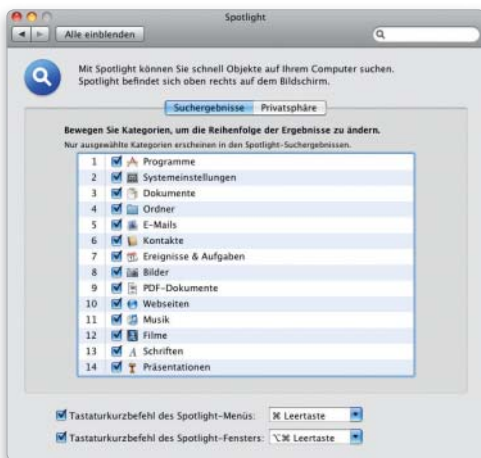 Spotlight
Alle einblenden
Mit Spotlight können Sie schnell Objekte auf Ihrem Computer suchen.
Spotlight befindet sich oben rechts auf dem Bildschirm.
Suchergebnisse Privatsphäre
Bewegen Sie Kategorien, um die Reihenfolge der Ergebnisse zu ändern.
Nur ausgewählte Kategorien erscheinen in den Spotlight-Suchergebnissen.
1 Programme
2 Systemeinstellungen
3 Dokumente
4 Ordner
5 E-Mails
6 Kontakte
7 Ereignisse & Aufgaben
8 Bilder
9 PDF-Dokumente
10 Webseiten
11 Musik
12 Filme
13 Schriften
14 Präsentationen
Tastaturkurzbefehl des Spotlight-Menüs: ⌘ Leertaste
Tastaturkurzbefehl des Spotlight-Fensters: ⌥⌘ Leertaste